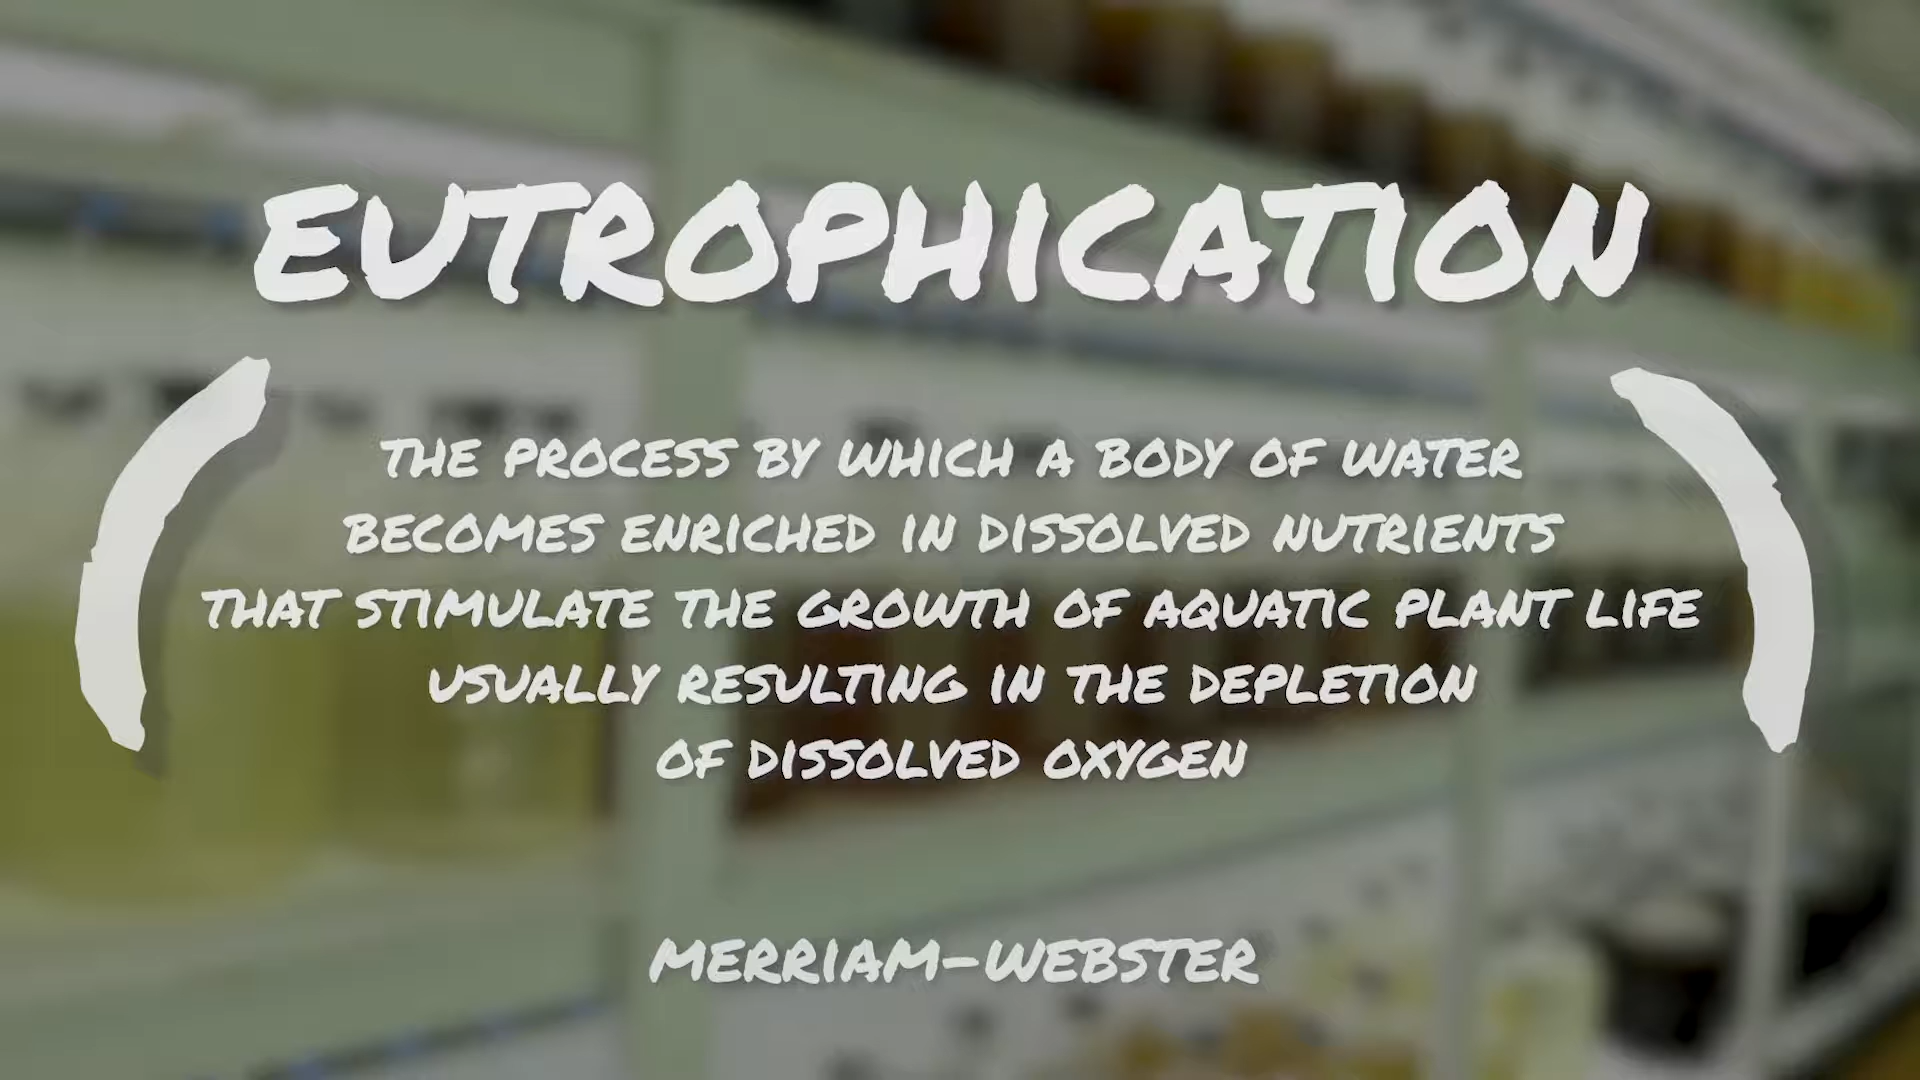 EUTROPHICATION
(THE PROCESS BY WHICH A BODY OF WATER
BECOMES ENRICHED IN DISSOLVED NUTRIENTS
THAT STIMULATE THE GROWTH OF AQUATIC PLANT LIFE
USUALLY RESULTING IN THE DEPLETION
OF DISSOLVED OXYGEN)
MERRIAM-WEBSTER